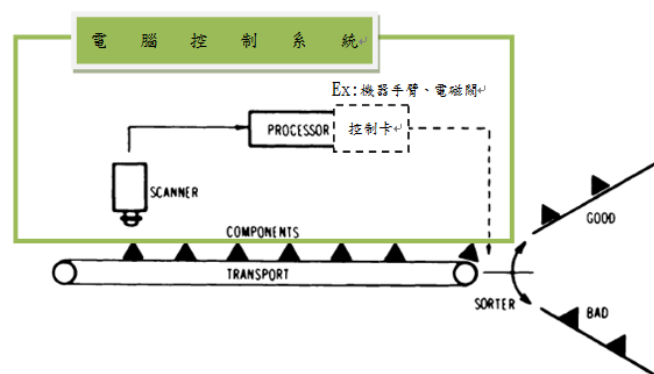 電腦控制系統
Ex:機器手臂、電磁閥
PROCESSOR
控制卡
SCANNER
COMPONENTS
TRANSPORT
SORTER
GOOD
BAD